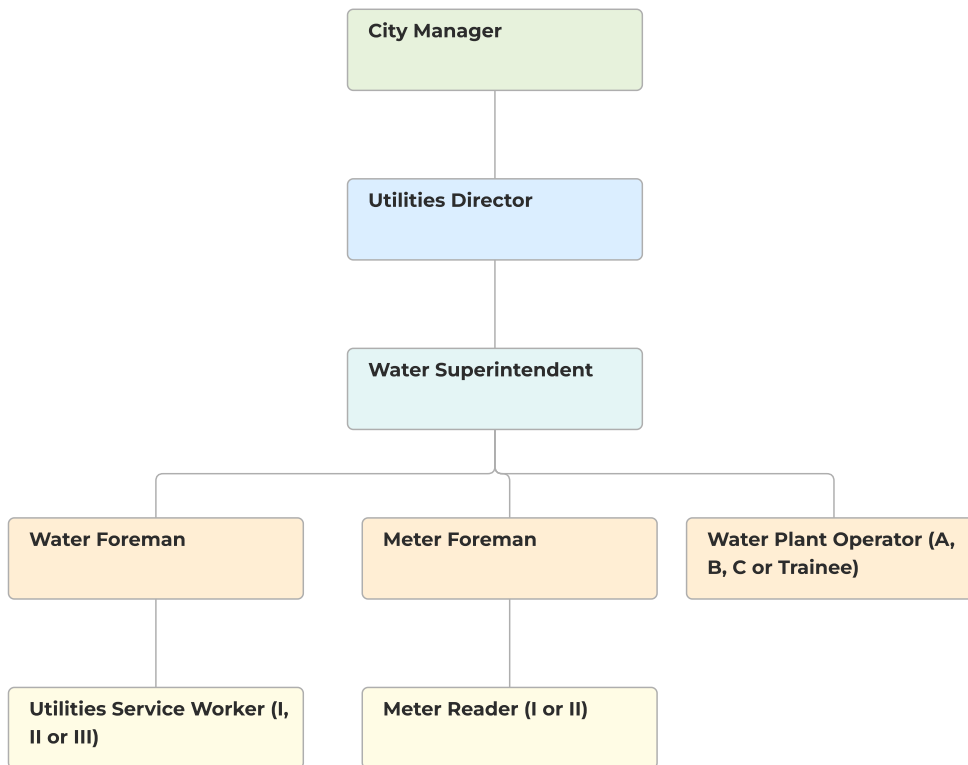 City Manager
Utilities Director
Water Superintendent
Water Foreman
Meter Foreman
Water Plant Operator (A,
B, C or Trainee)
Utilities Service Worker (I,
II or III)
Meter Reader (I or II)